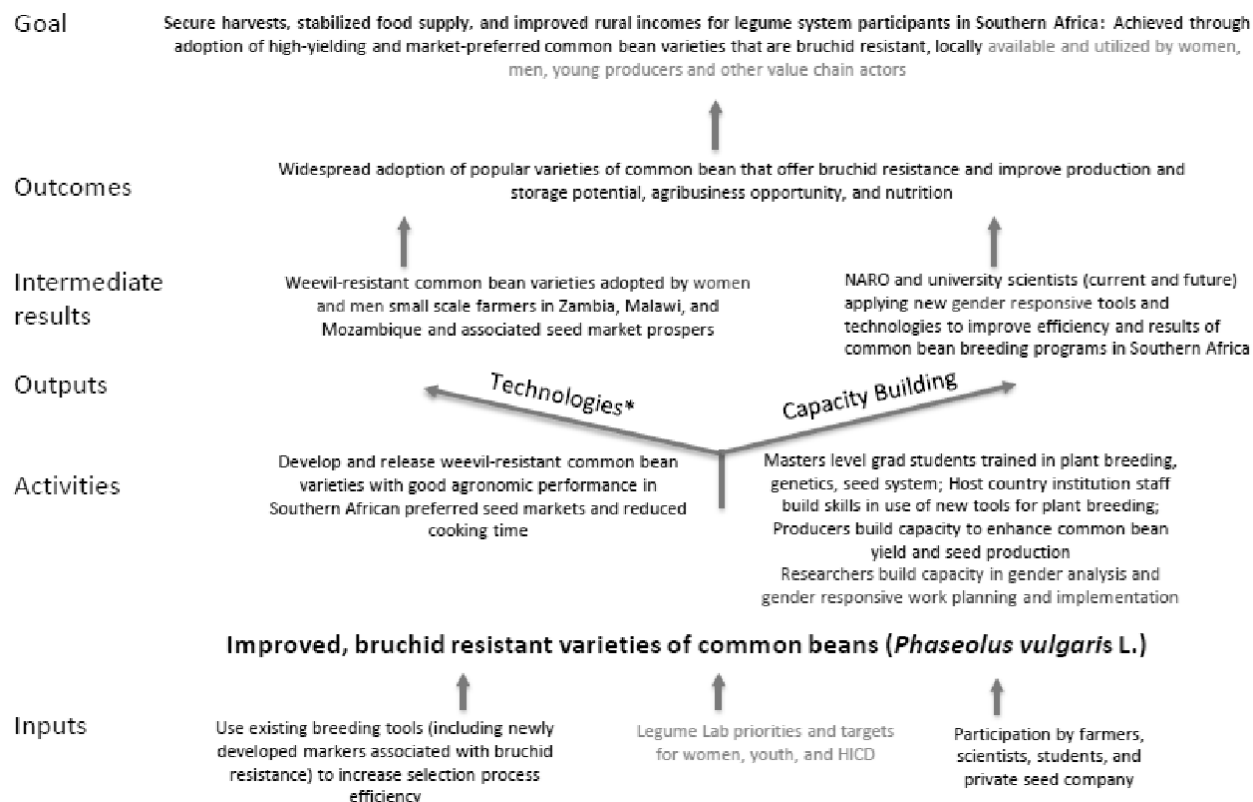 Goal
Secure harvests, stabilized food supply, and improved rural incomes for legume system participants in Southern Africa: Achieved through
adoption of high-yielding and market-preferred common bean varieties that are bruchid resistant, locally available and utilized by women,
men, young producers and other value chain actors
Outcomes
Widespread adoption of popular varieties of common bean that offer bruchid resistance and improve production and
storage potential, agribusiness opportunity, and nutrition
Intermediate
results
Weevil-resistant common bean varieties adopted by women
and men small scale farmers in Zambia, Malawi, and
Mozambique and associated seed market prospers
NARO and university scientists (current and future)
applying new gender responsive tools and
technologies to improve efficiency and results of
common bean breeding programs in Southern Africa
Outputs
Technologies*
Capacity Building
Activities
Develop and release weevil-resistant common bean
varieties with good agronomic performance in
Southern African preferred seed markets and reduced
cooking time
Masters level grad students trained in plant breeding,
genetics, seed system; Host country institution staff
build skills in use of new tools for plant breeding;
Producers build capacity to enhance common bean
yield and seed production
Researchers build capacity in gender analysis and
gender responsive work planning and implementation
Improved, bruchid resistant varieties of common beans (Phaseolus vulgaris L.)
Inputs
Use existing breeding tools (including newly
developed markers associated with bruchid
resistance) to increase selection process
efficiency
Legume Lab priorities and targets
for women, youth, and HICD
Participation by farmers,
scientists, students, and
private seed company